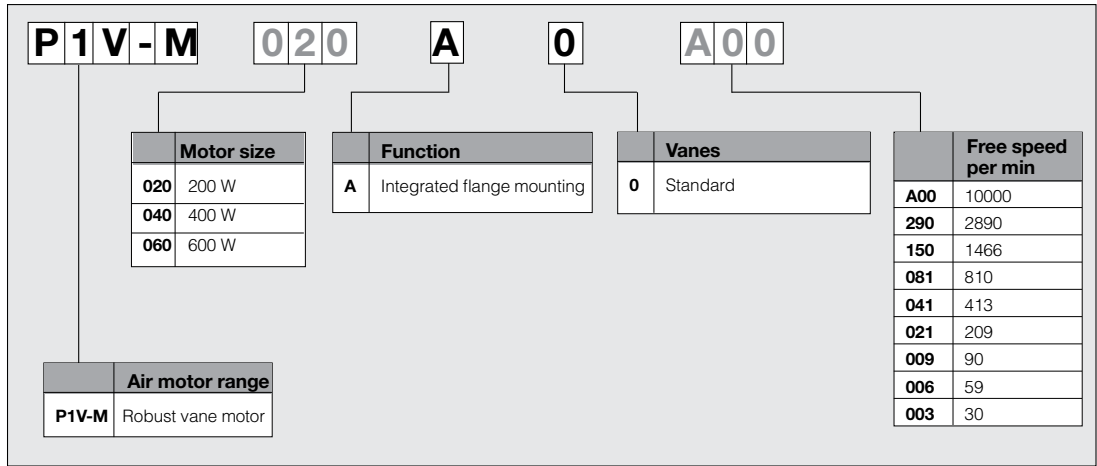 P1V-M 020 A 0 A00
Motor size
020 200 W
040 400 W
060 600 W
Function
A Integrated flange mounting
Vanes
0 Standard
Free speed
per min
A00 10000
290 2890
150 1466
081 810
041 413
021 209
009 90
006 59
003 30
Air motor range
P1V-M Robust vane motor